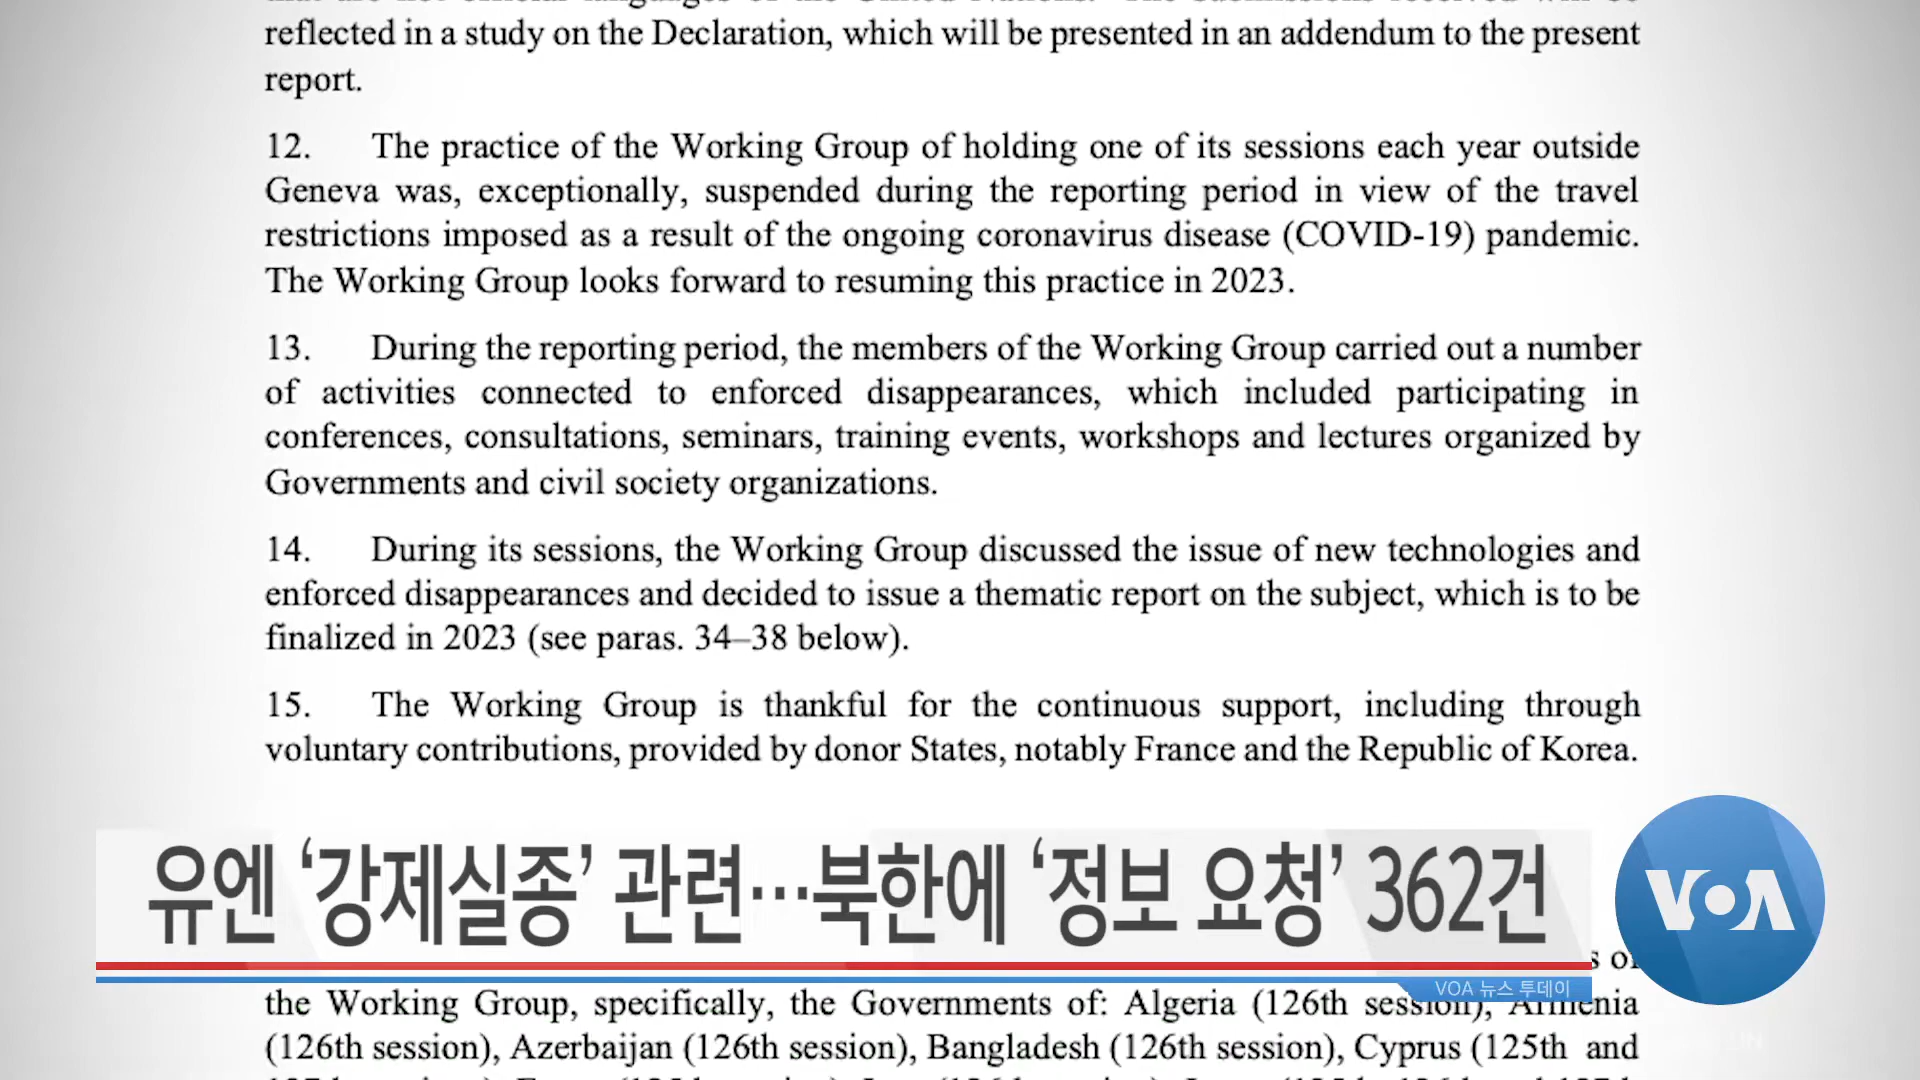 reflected in a study on the Declaration, which will be presented in an addendum to the present
report.
12. The practice of the Working Group of holding one of its sessions each year outside
Geneva was, exceptionally, suspended during the reporting period in view of the travel
restrictions imposed as a result of the ongoing coronavirus disease (COVID-19) pandemic.
The Working Group looks forward to resuming this practice in 2023.
13. During the reporting period, the members of the Working Group carried out a number
of activities connected to enforced disappearances, which included participating in
conferences, consultations, seminars, training events, workshops and lectures organized by
Governments and civil society organizations.
14. During its sessions, the Working Group discussed the issue of new technologies and
enforced disappearances and decided to issue a thematic report on the subject, which is to be
finalized in 2023 (see paras. 34–38 below).
15. The Working Group is thankful for the continuous support, including through
voluntary contributions, provided by donor States, notably France and the Republic of Korea.
유엔 ‘강제실종’ 관련…북한에 ‘정보 요청’ 362건
VOA
VOA 뉴스 투데이
the Working Group, specifically, the Governments of: Algeria (126th session), Armenia
(126th session), Azerbaijan (126th session), Bangladesh (126th session), Cyprus (125th and